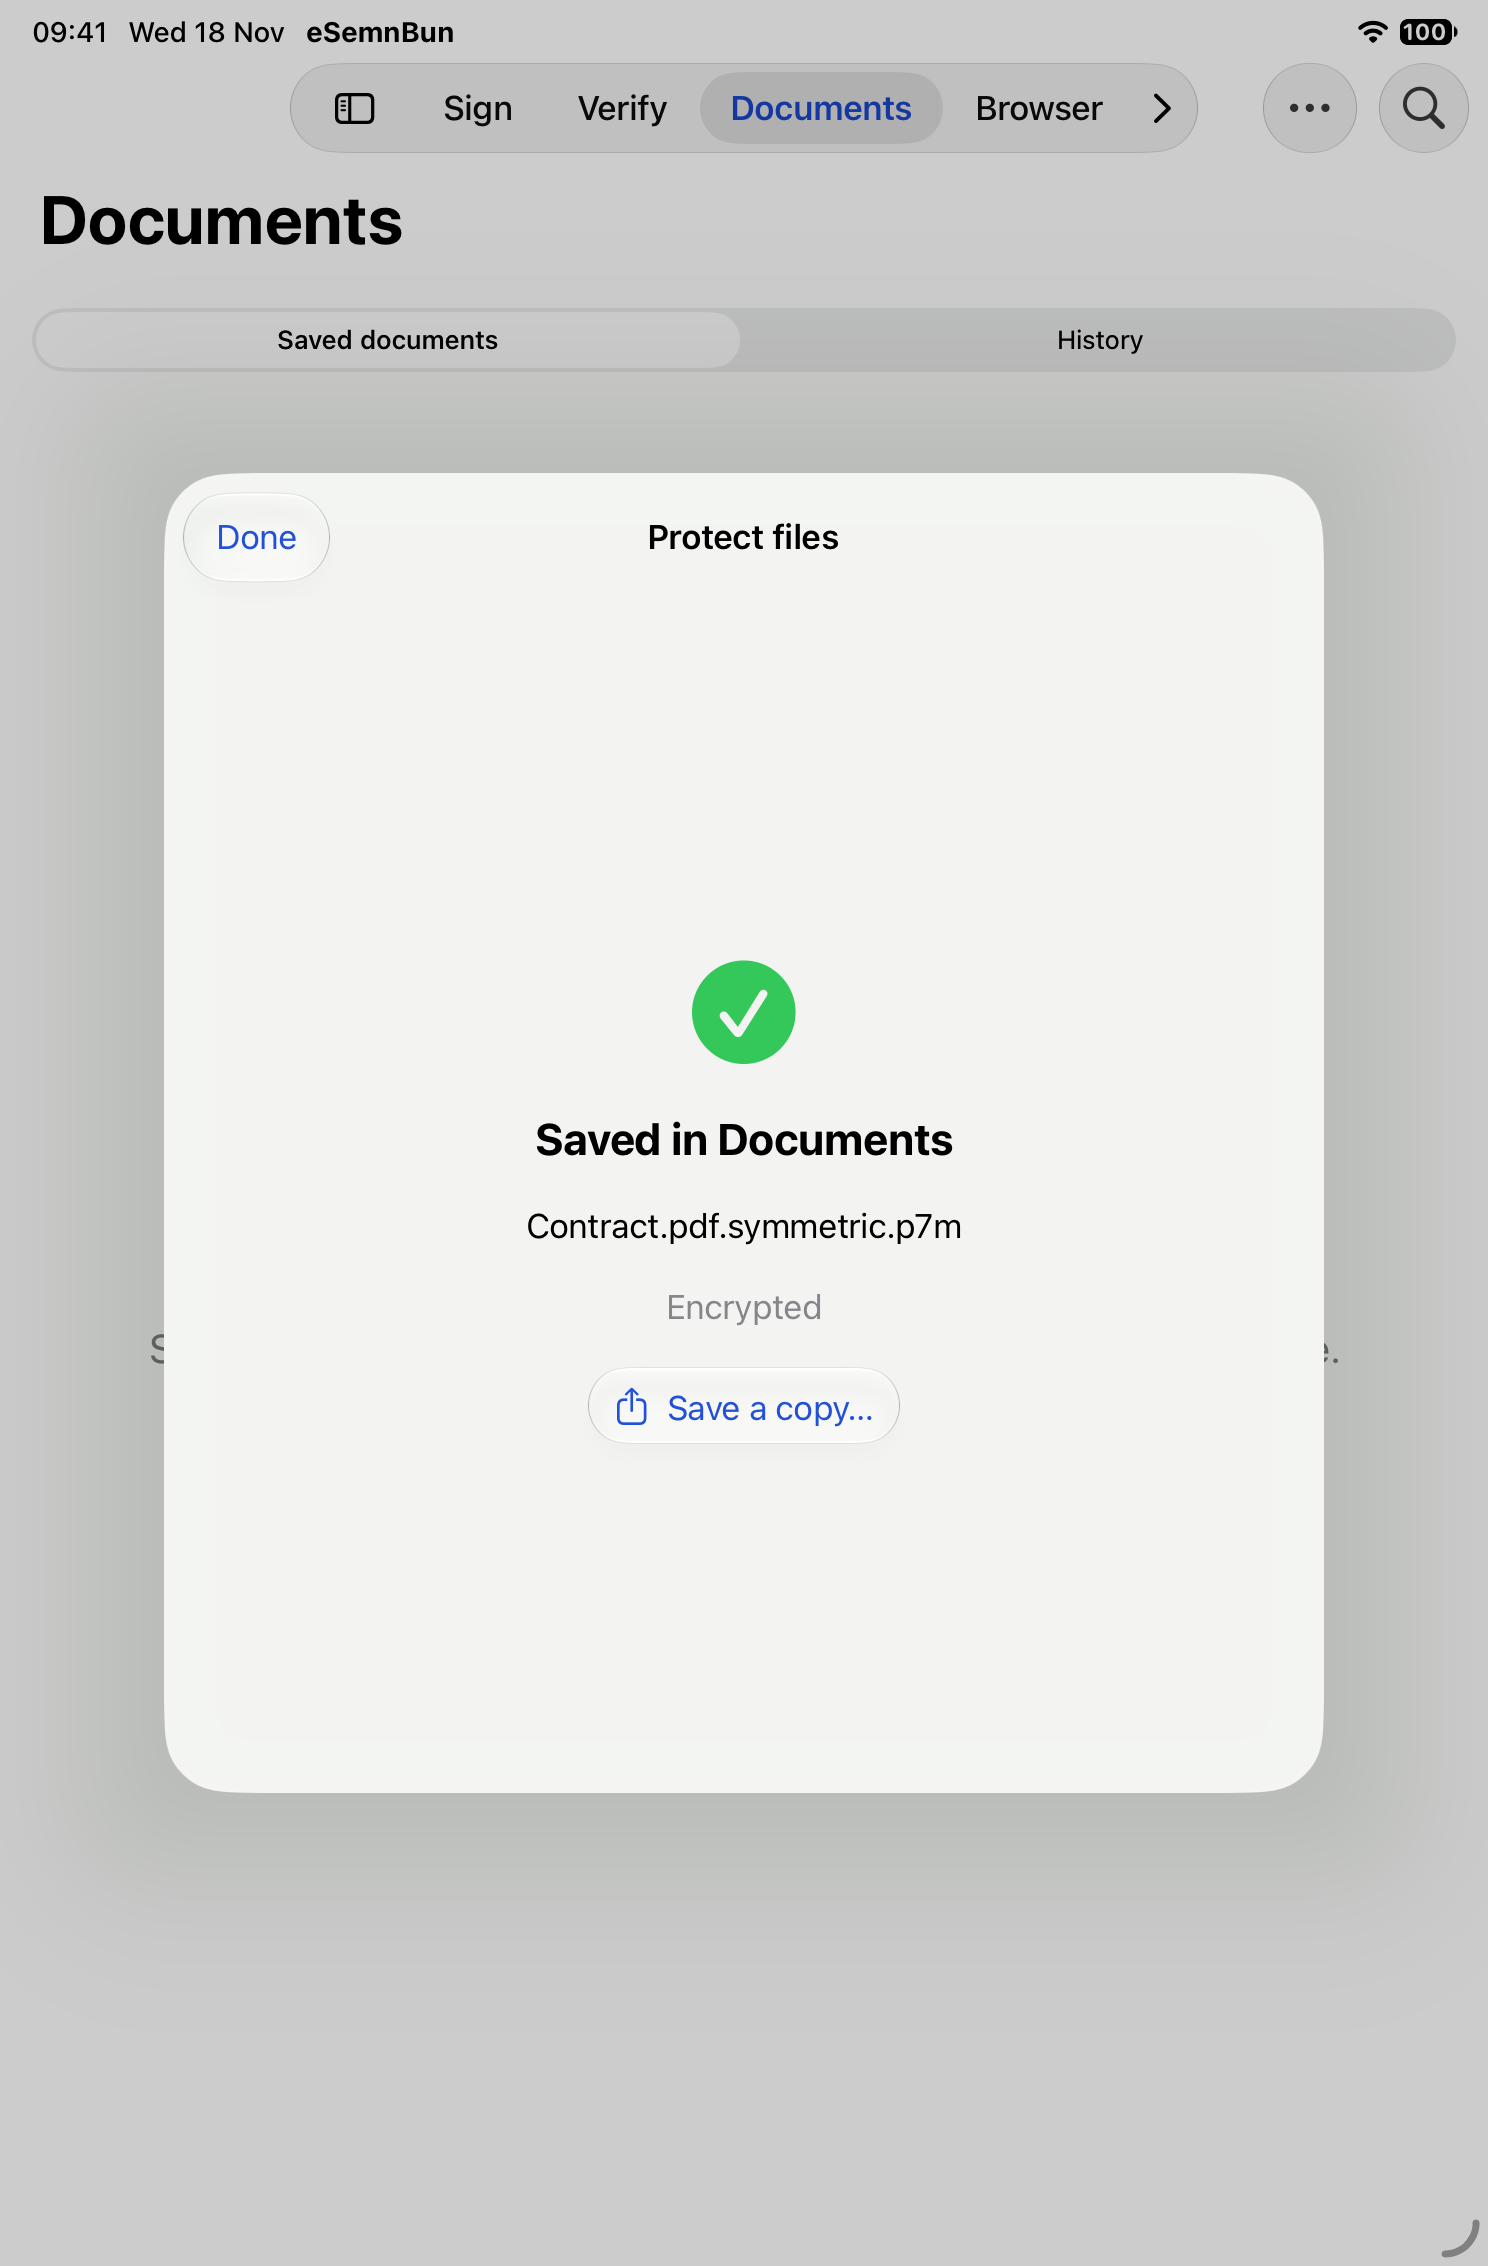 09:41 Wed 18 Nov eSemnBun 100
Sign Verify Documents Browser
Documents
Saved documents History
Done Protect files
Saved in Documents
Contract.pdf.symmetric.p7m
Encrypted
Save a copy...